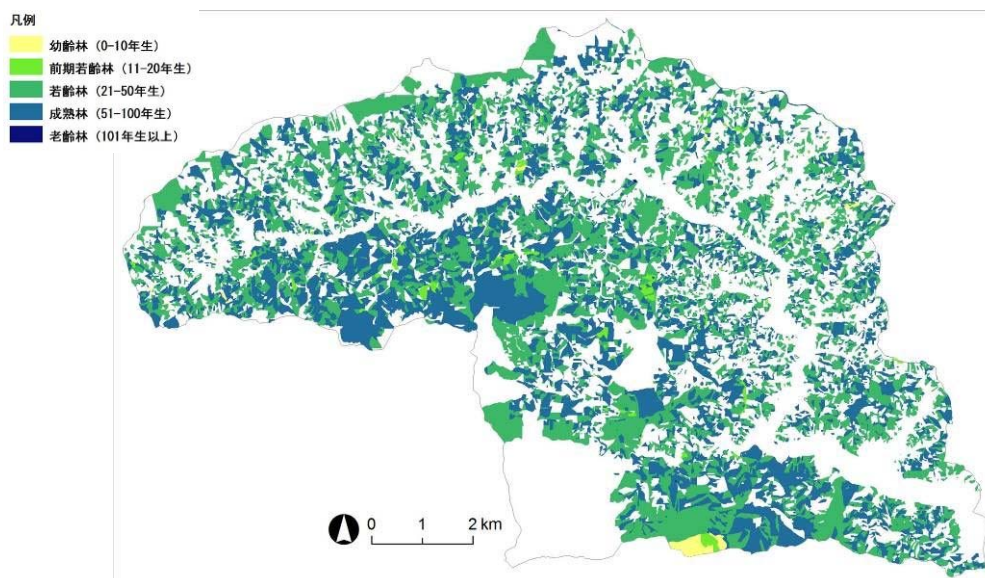 凡例
幼齢林（0-10年生）
前期若齢林（11-20年生）
若齢林（21-50年生）
成熟林（51-100年生）
老齢林（101年生以上）
0 1 2 km